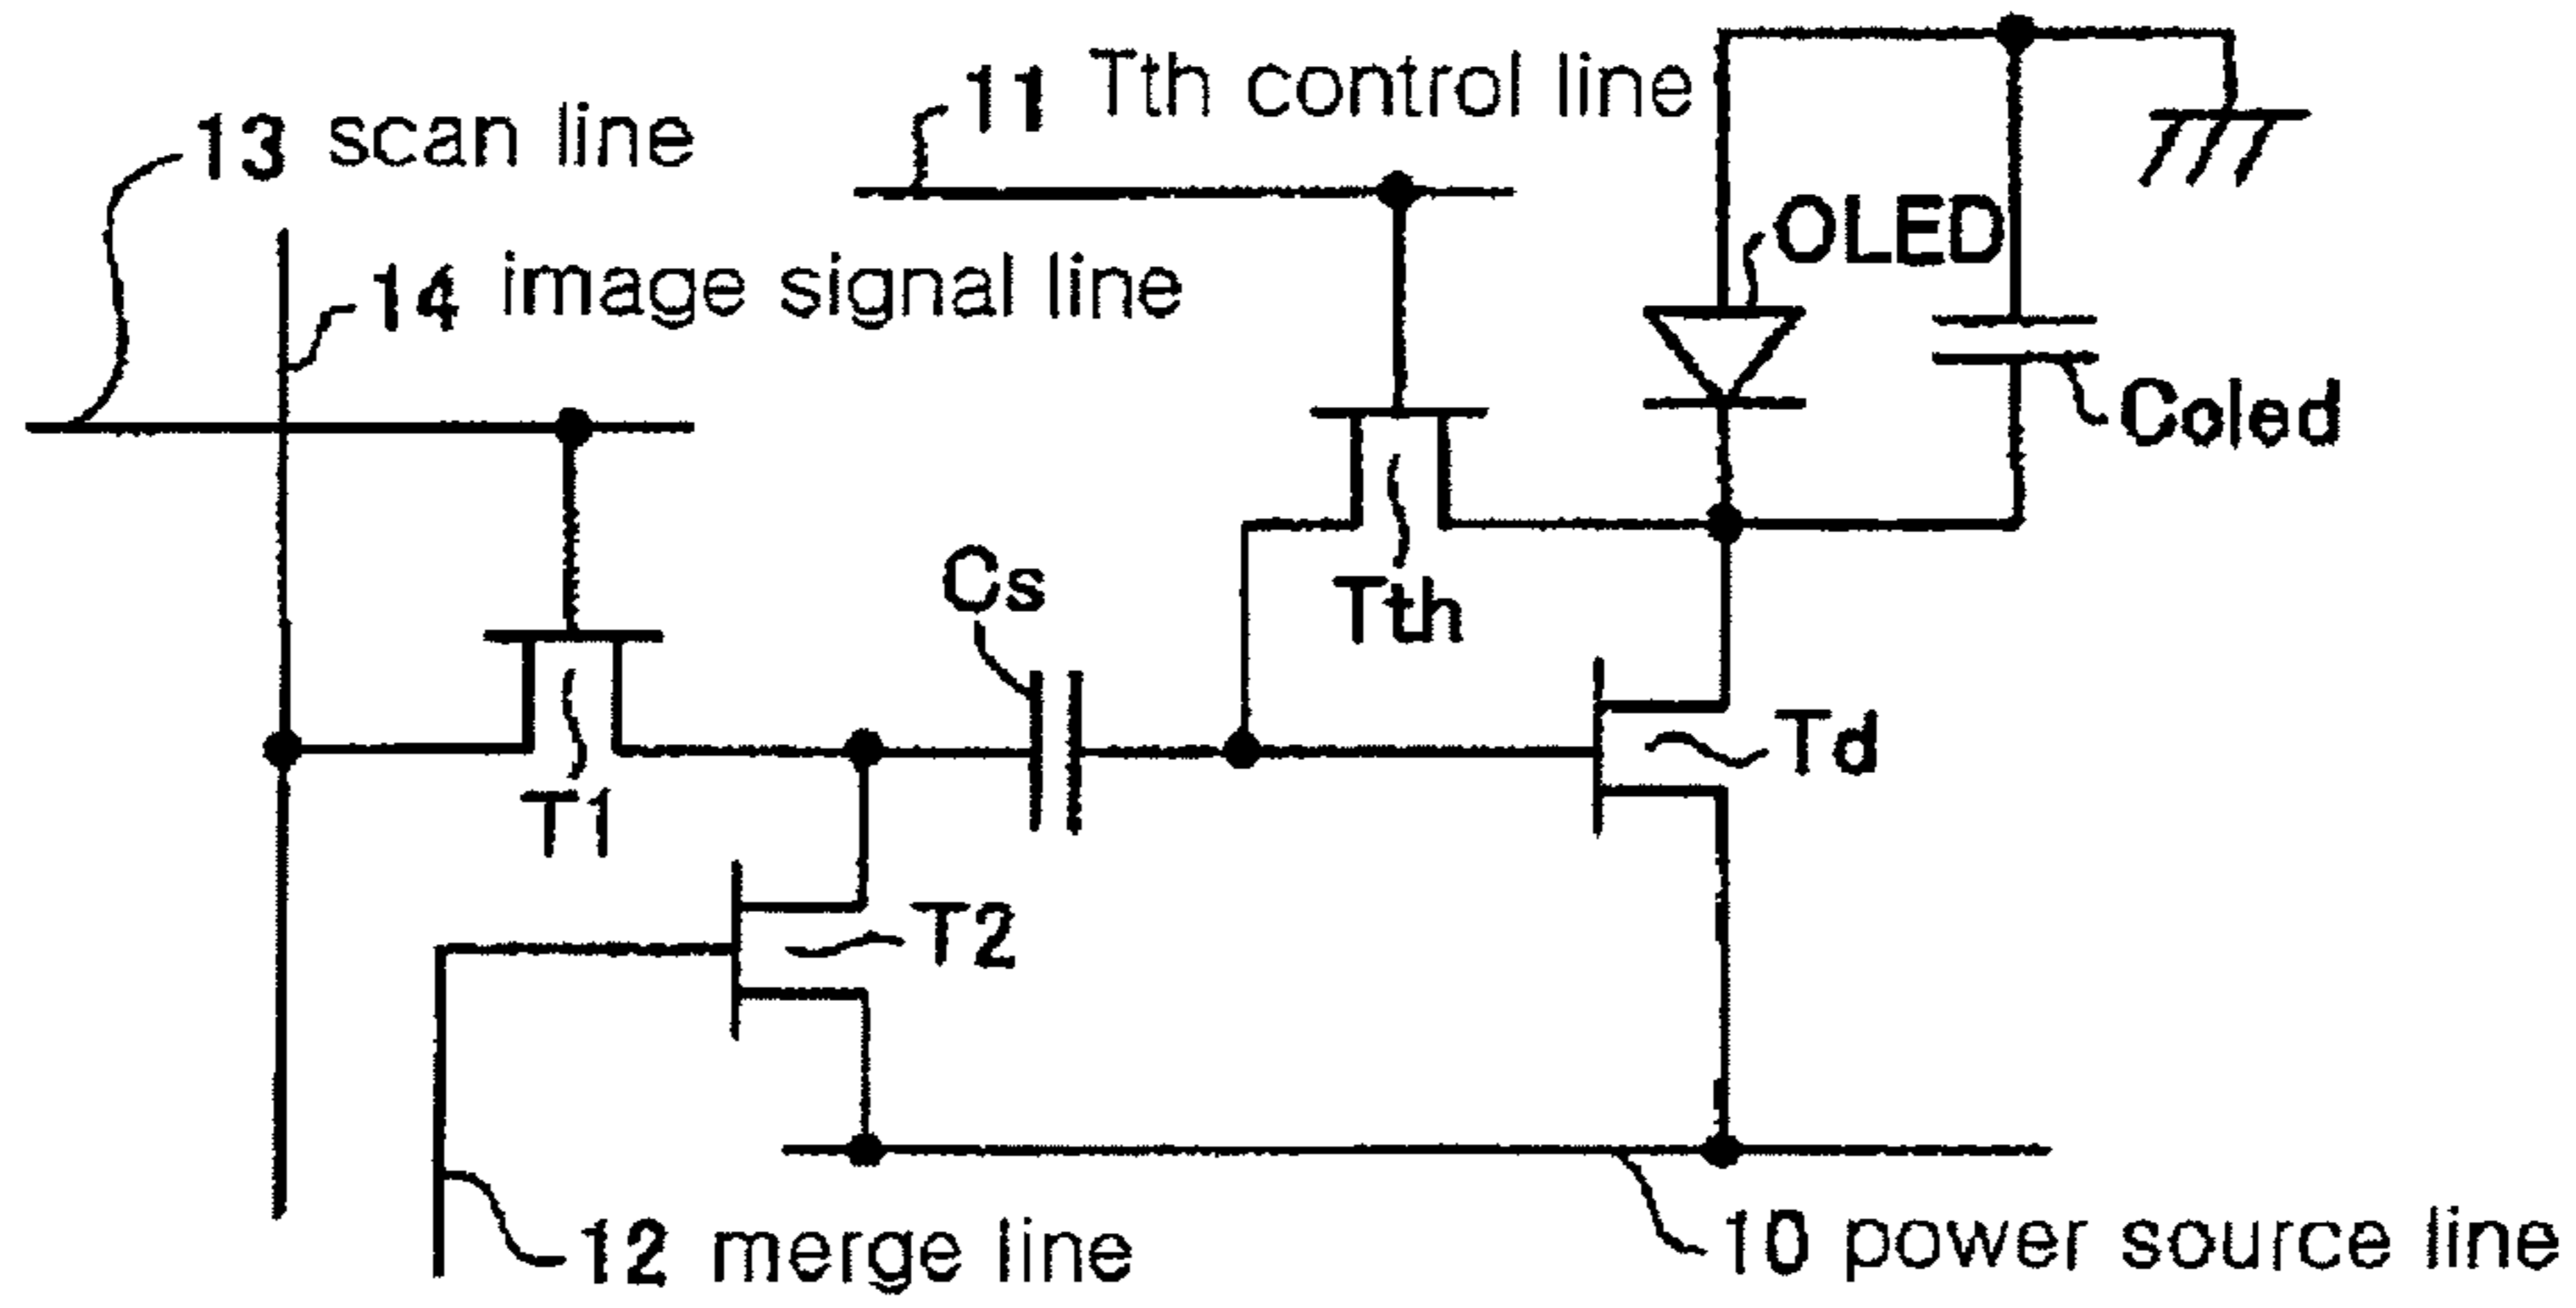 11 Tth control line
13 scan line
OLED
14 image signal line
Coled
Cs
Tth
Td
T1
T2
10 power source line
12 merge line